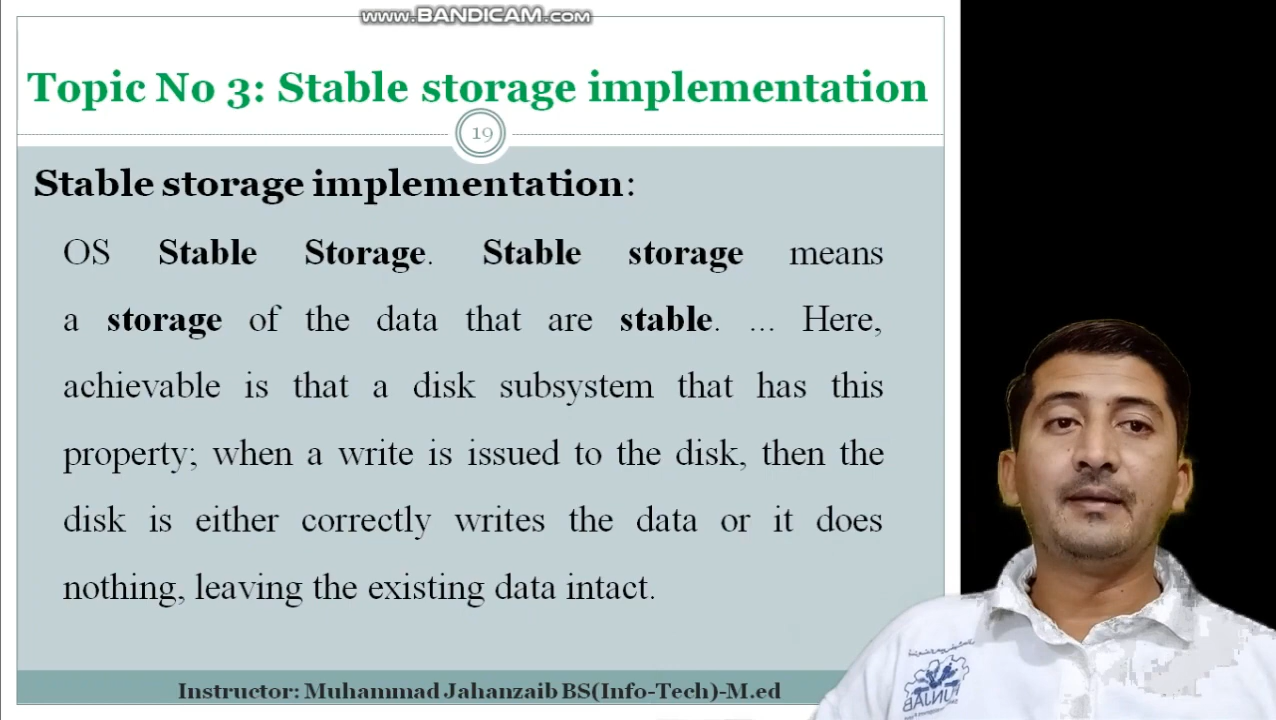 www.BANDICAM.com
Topic No 3: Stable storage implementation
19
Stable storage implementation:
OS Stable Storage. Stable storage means
a storage of the data that are stable. ... Here,
achievable is that a disk subsystem that has this
property; when a write is issued to the disk, then the
disk is either correctly writes the data or it does
nothing, leaving the existing data intact.
Instructor: Muhammad Jahanzaib BS(Info-Tech)-M.ed
PUNJAB